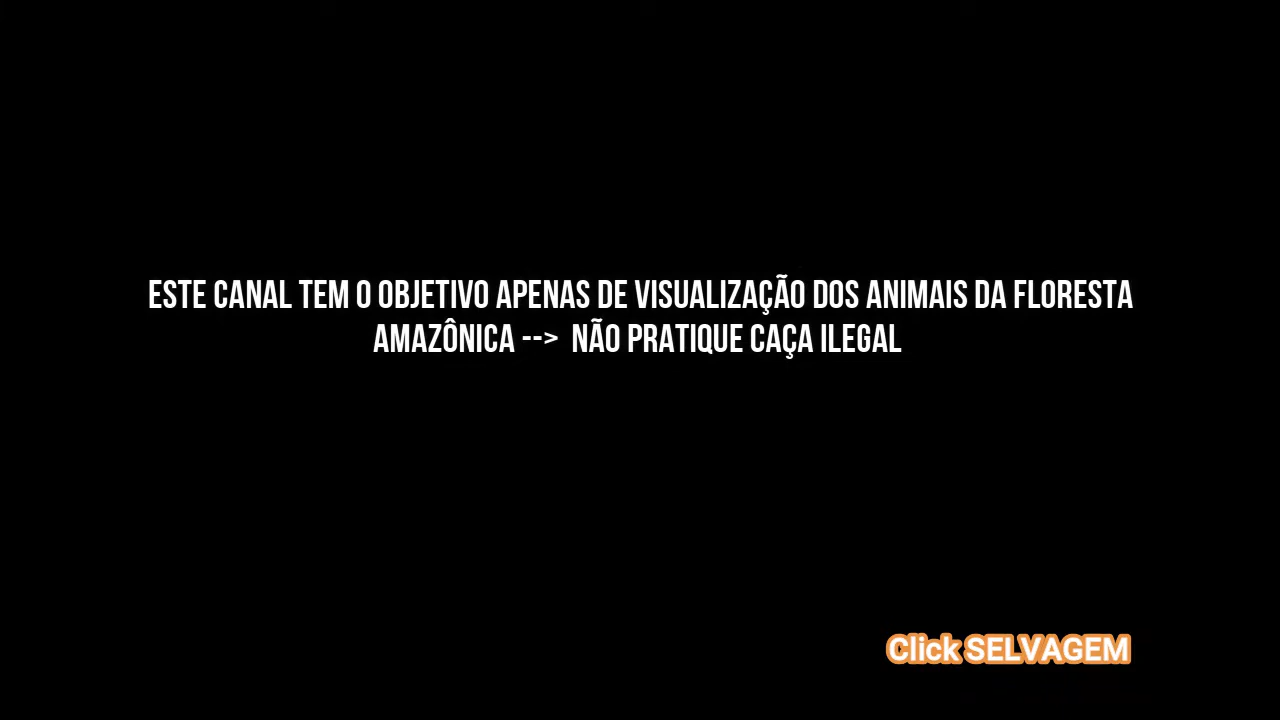 ESTE CANAL TEM O OBJETIVO APENAS DE VISUALIZAÇÃO DOS ANIMAIS DA FLORESTA
AMAZÔNICA --> NÃO PRATIQUE CAÇA ILEGAL
Click SELVAGEM